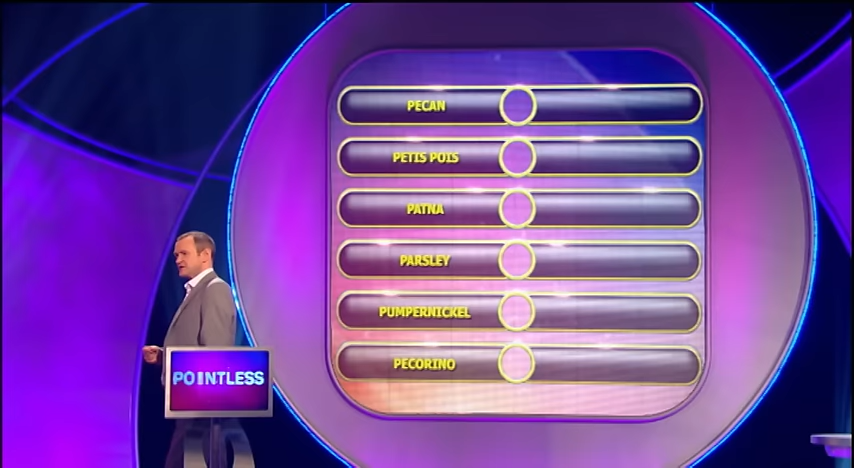 PECAN
PETIS POIS
PATNA
PARSLEY
PUMPERNICKEL
PECORINO
POINTLESS